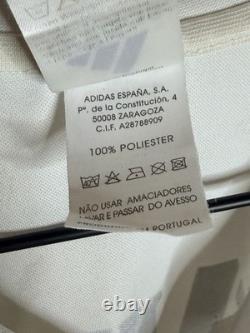 ADIDAS ESPAÑA, S.A.
Pº. de la Constitución, 4
50008 ZARAGOZA
C.I.F. A28788909
100% POLIESTER
NÃO USAR AMACIADORES
LAVAR E PASSAR DO AVESSO
PORTUGAL